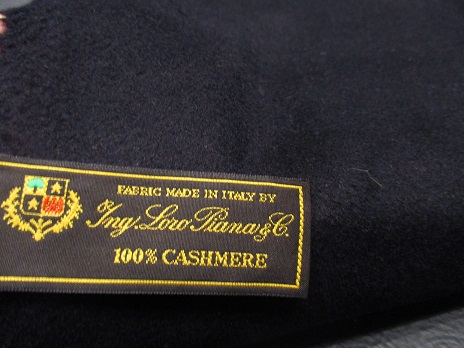 FABRIC MADE IN ITALY BY
Ing. Loro Piana & C.
100% CASHMERE